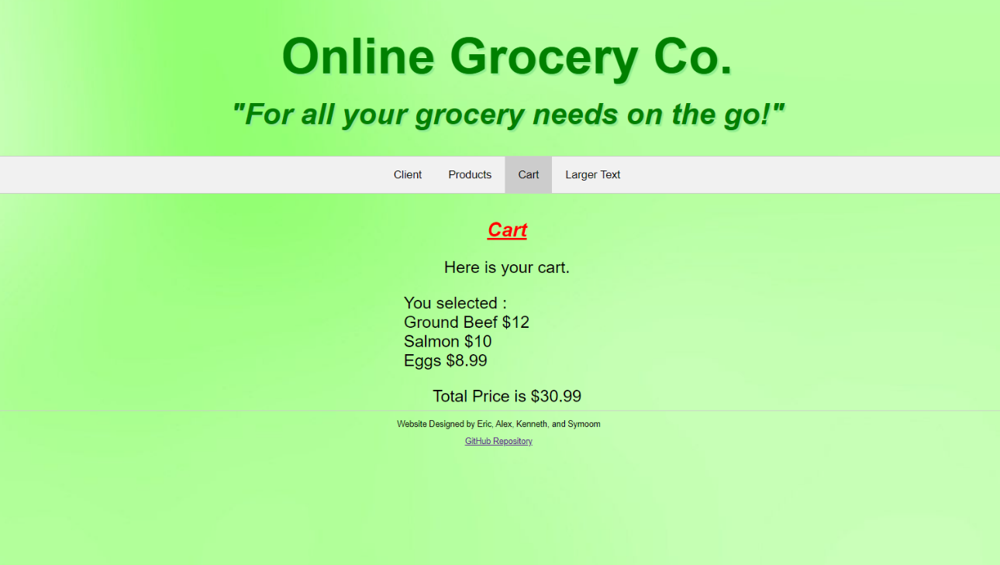 Online Grocery Co.
"For all your grocery needs on the go!"
Client Products Cart Larger Text
Cart
Here is your cart.
You selected :
Ground Beef $12
Salmon $10
Eggs $8.99
Total Price is $30.99
Website Designed by Eric, Alex, Kenneth, and Symoom
GitHub Repository